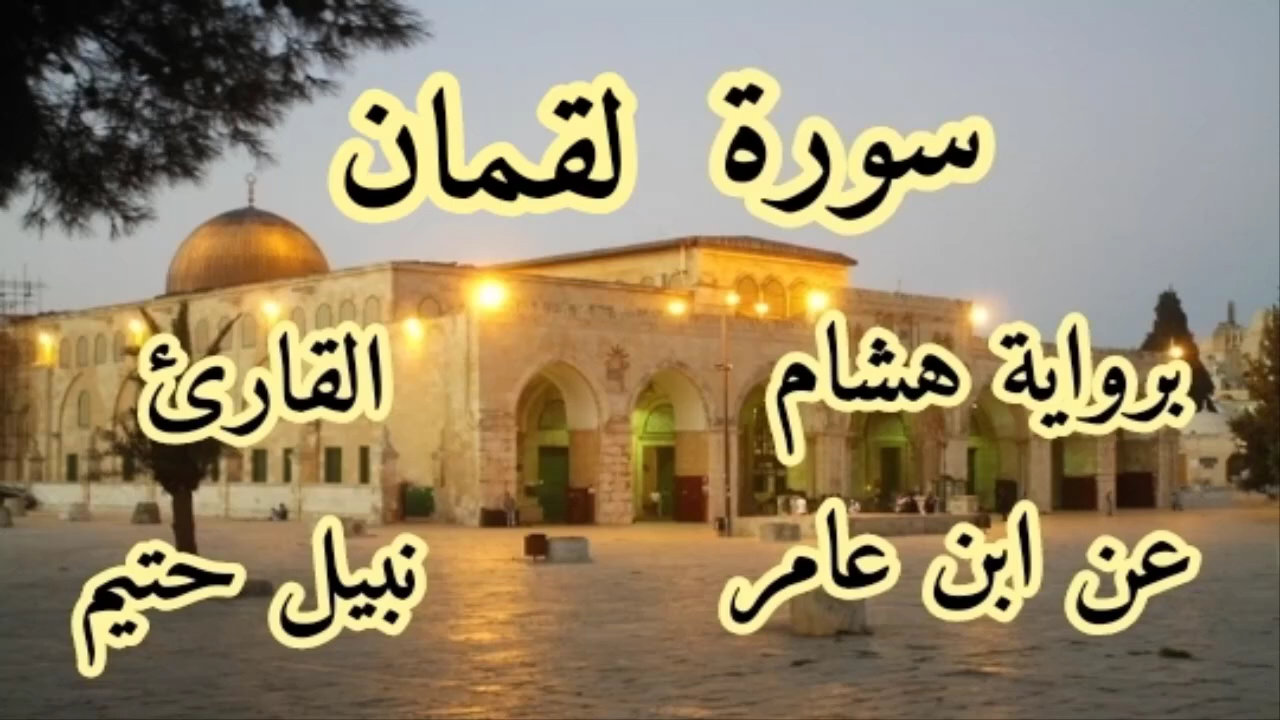 سورة لقمان
برواية هشام
عن ابن عامر
القارئ
نبيل حتيم